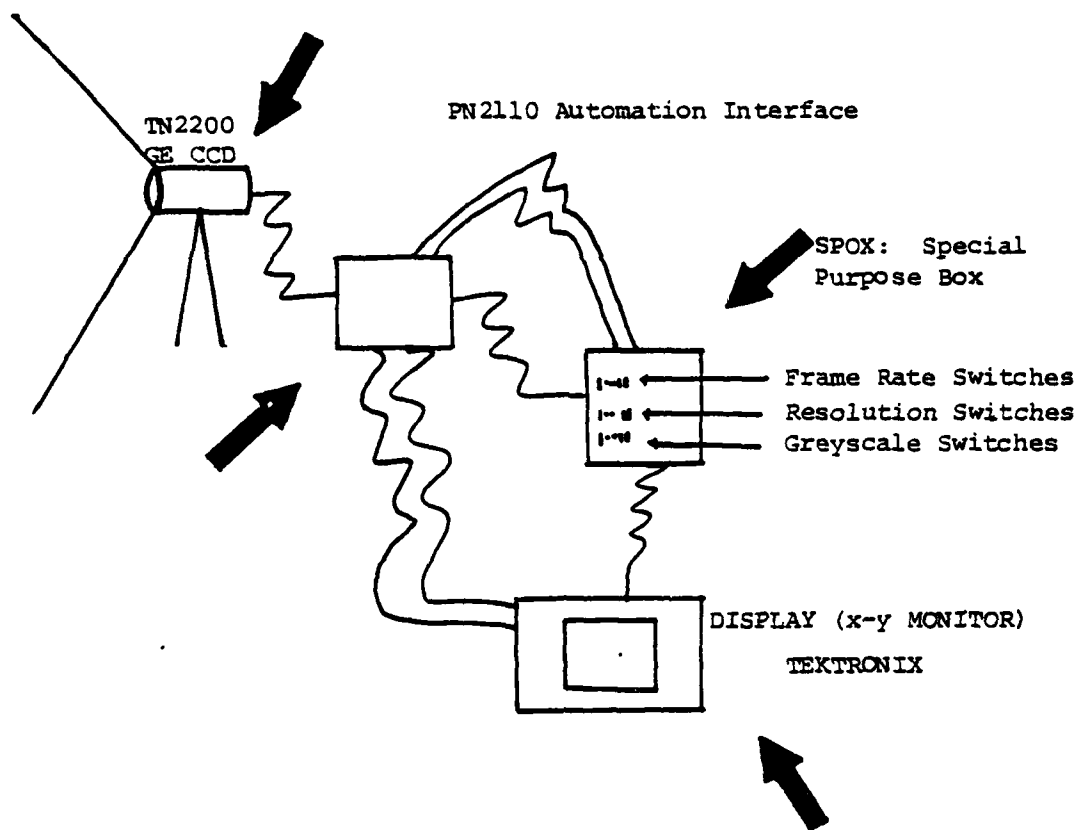 TN2200
GE CCD
PN2110 Automation Interface
SPOX: Special
Purpose Box
Frame Rate Switches
Resolution Switches
Greyscale Switches
DISPLAY (x-y MONITOR)
TEKTRONIX